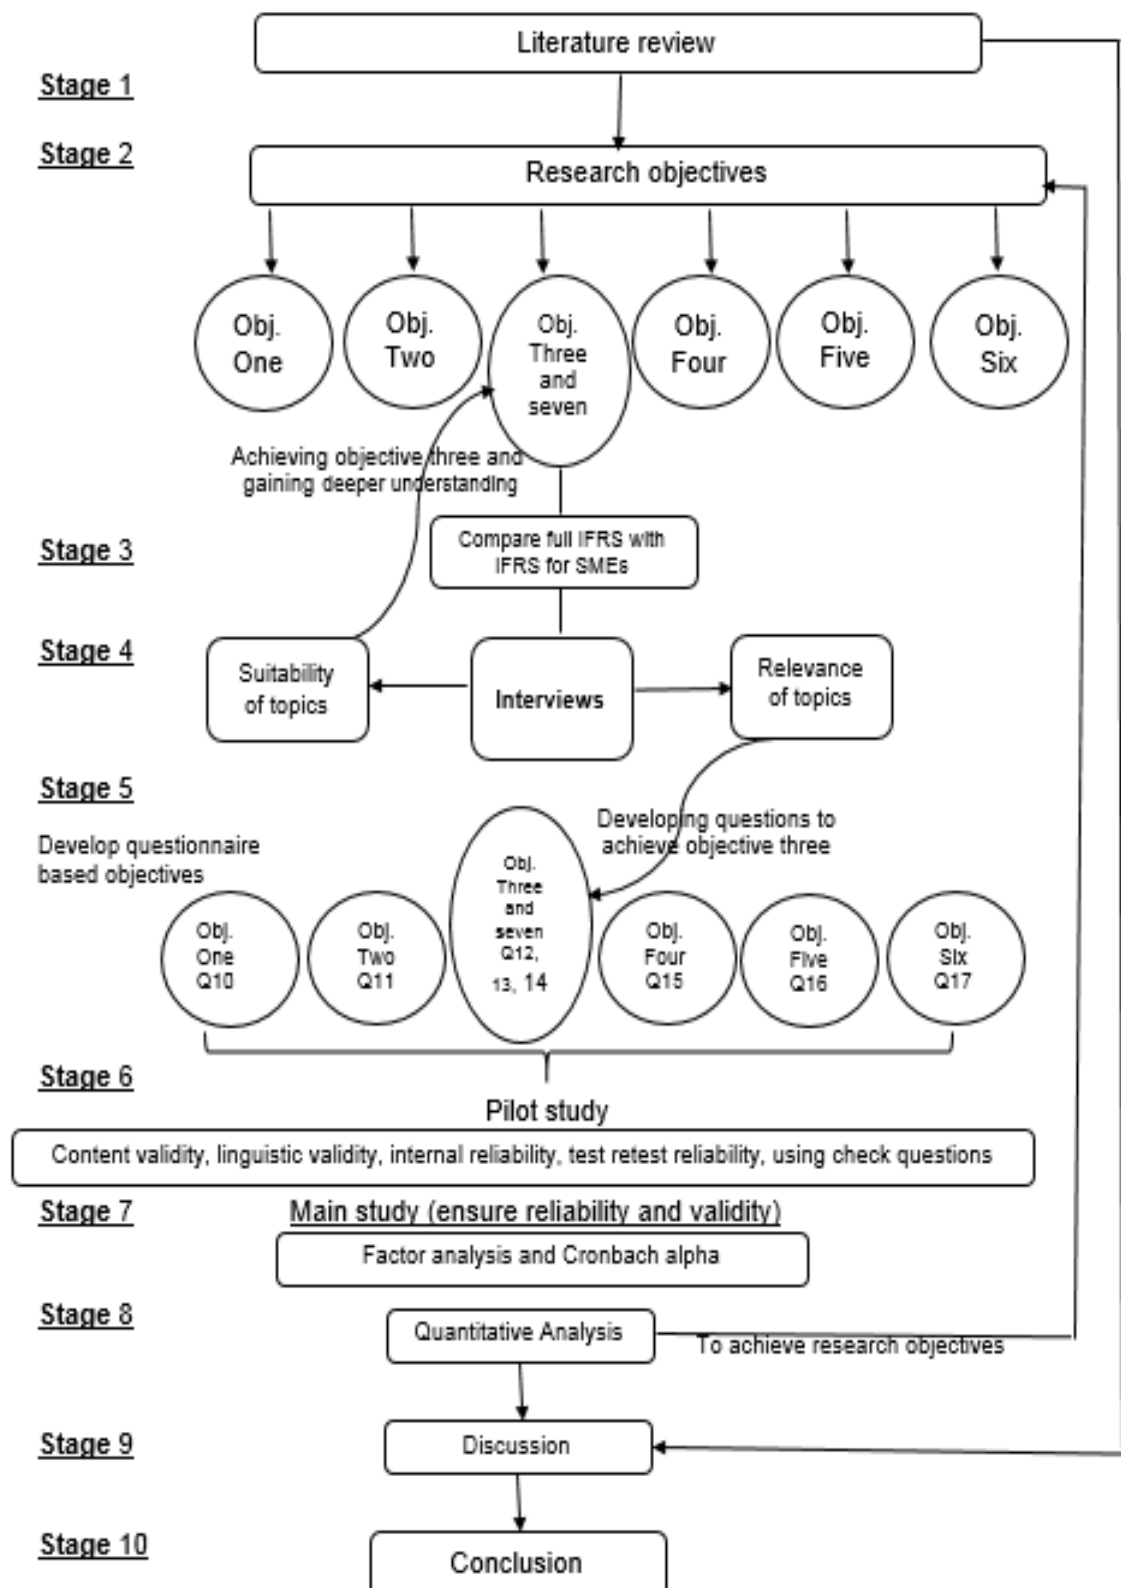 Literature review
Stage 1
Stage 2
Research objectives
Obj.
One
Obj.
Two
Obj.
Three
and
seven
Obj.
Four
Obj.
Five
Obj.
Six
Achieving objective three and
gaining deeper understanding
Stage 3
Compare full IFRS with
IFRS for SMEs
Stage 4
Suitability
of topics
Interviews
Relevance
of topics
Stage 5
Develop questionnaire
based objectives
Developing questions to
achieve objective three
Obj.
One
Q10
Obj.
Two
Q11
Obj.
Three
and
seven
Q12,
13, 14
Obj.
Four
Q15
Obj.
Five
Q16
Obj.
Six
Q17
Stage 6
Pilot study
Content validity, linguistic validity, internal reliability, test retest reliability, using check questions
Stage 7
Main study (ensure reliability and validity)
Factor analysis and Cronbach alpha
Stage 8
Quantitative Analysis
To achieve research objectives
Stage 9
Discussion
Stage 10
Conclusion